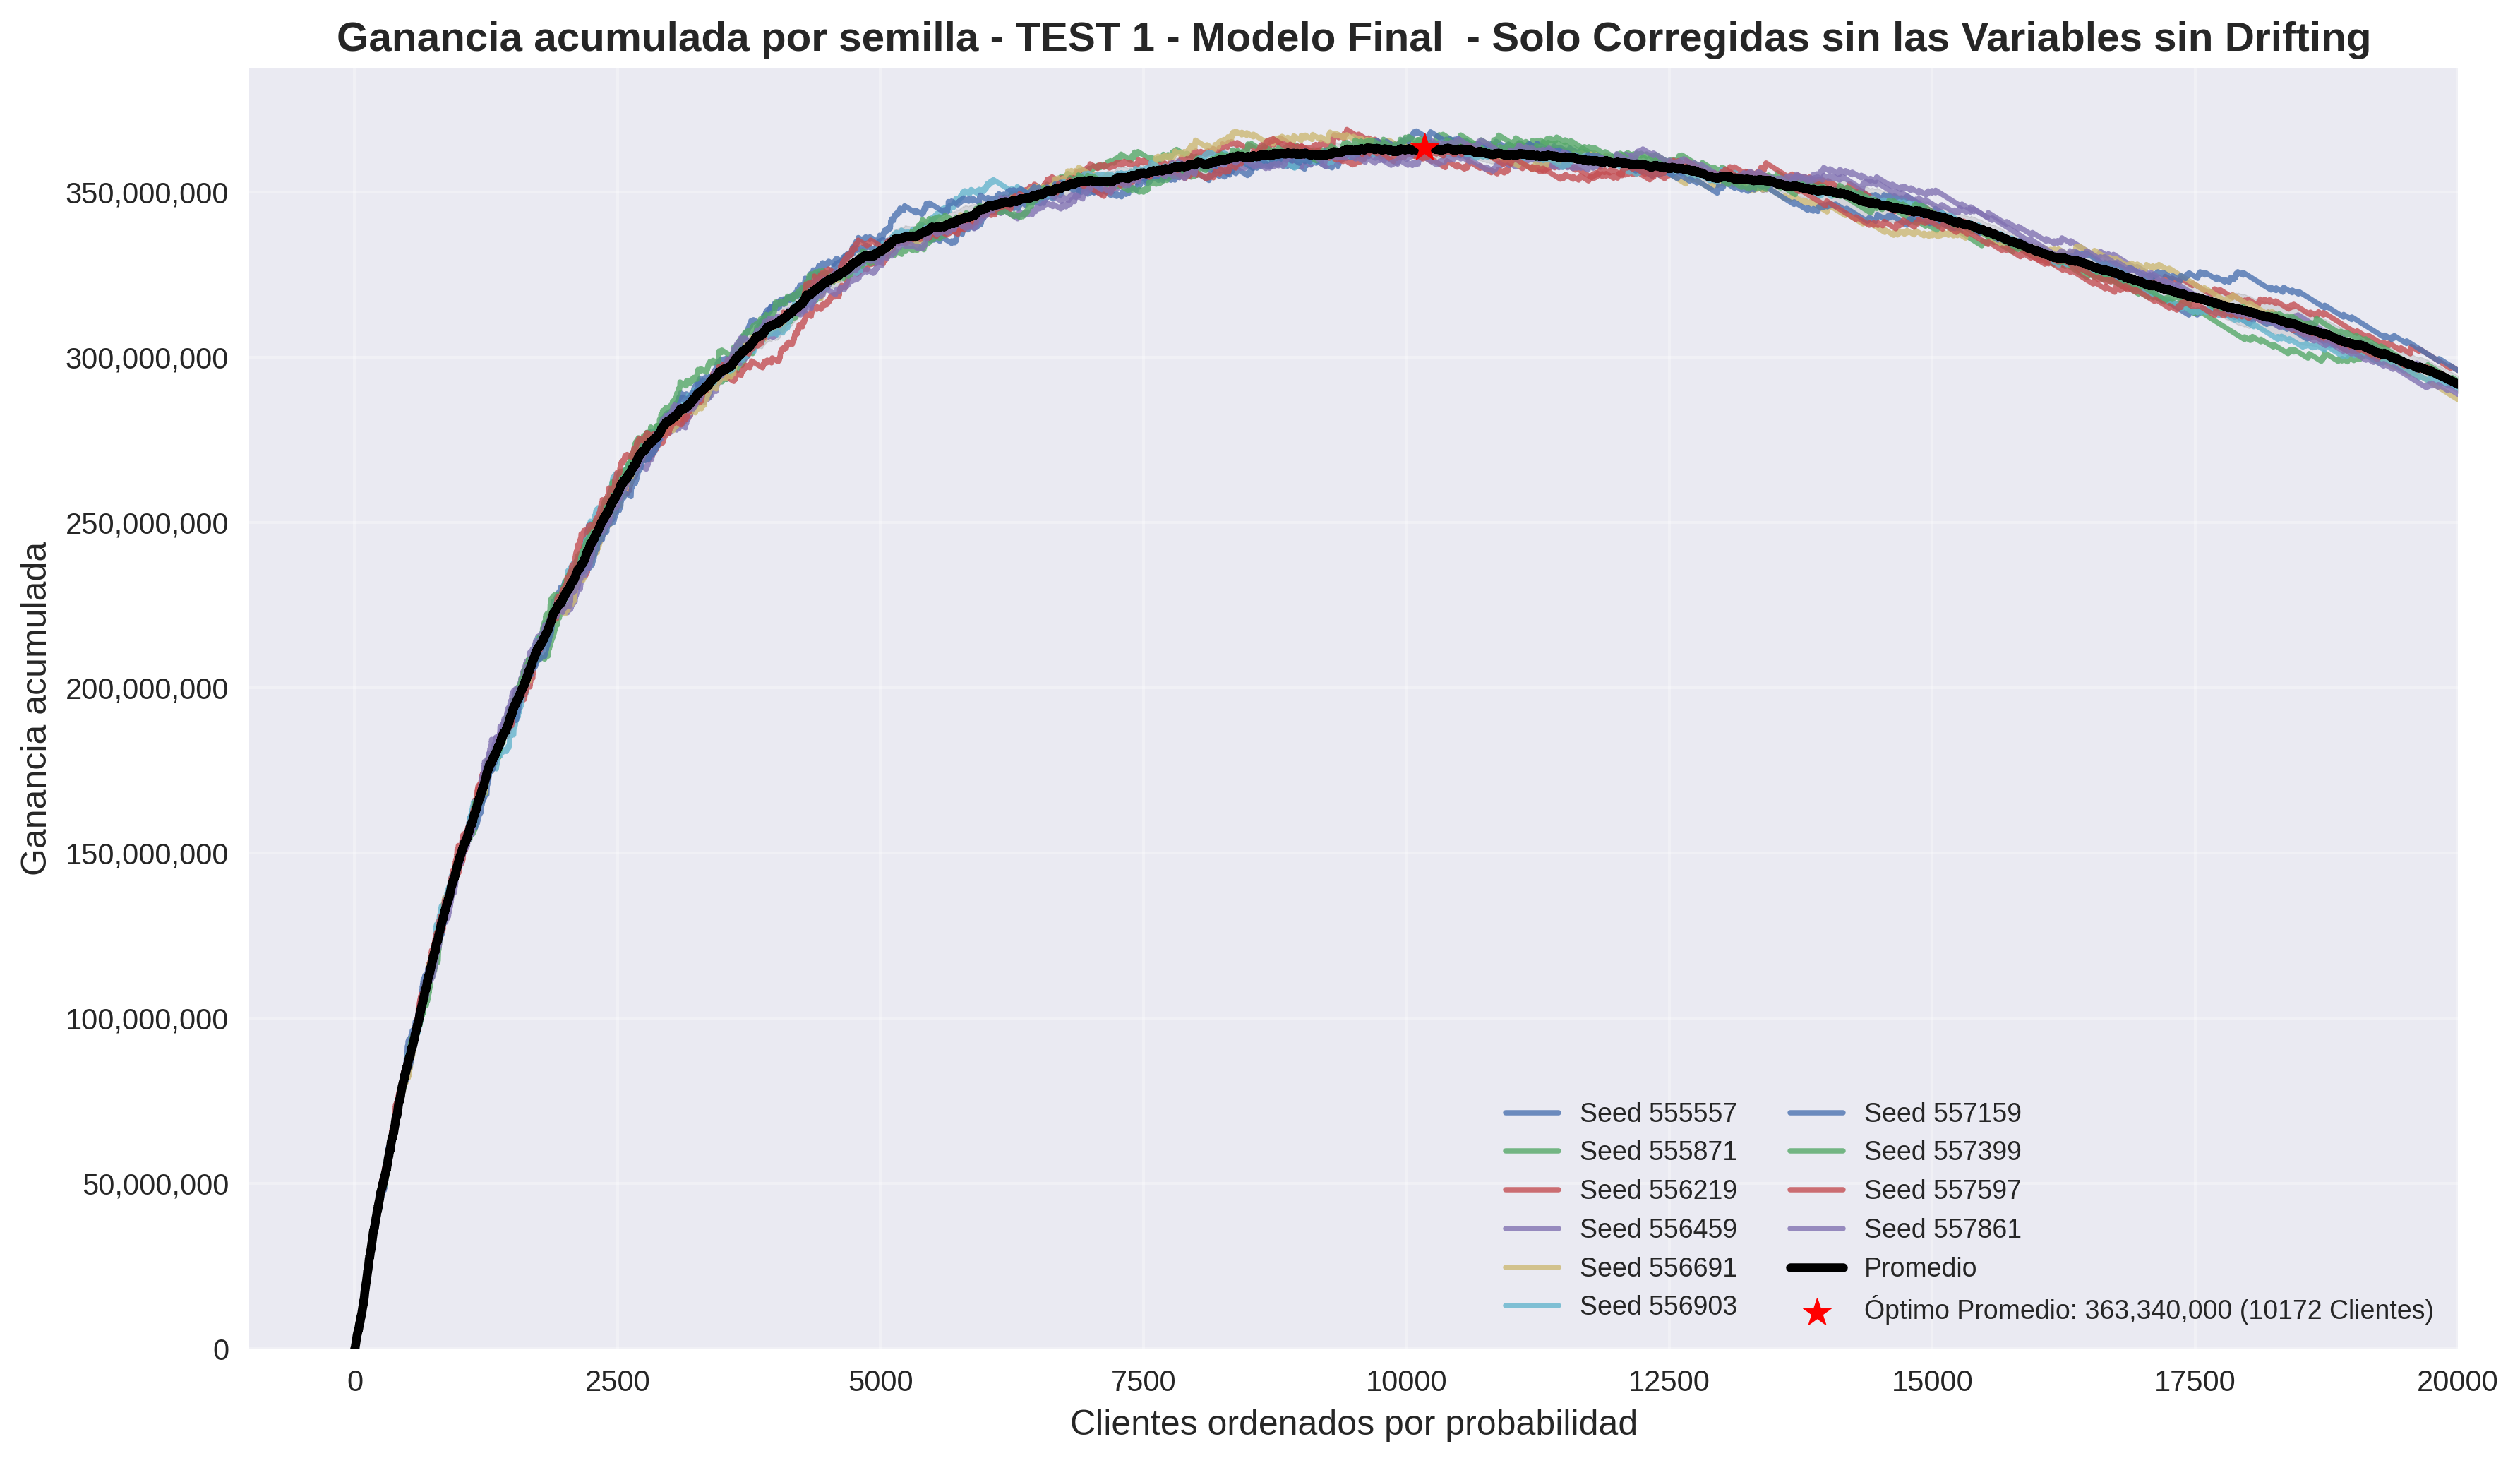 Ganancia acumulada por semilla - TEST 1 - Modelo Final  - Solo Corregidas sin las Variables sin Drifting
Ganancia acumulada
350,000,000
300,000,000
250,000,000
200,000,000
150,000,000
100,000,000
50,000,000
0
0
2500
5000
7500
10000
12500
15000
17500
20000
Clientes ordenados por probabilidad
Seed 555557
Seed 555871
Seed 556219
Seed 556459
Seed 556691
Seed 556903
Seed 557159
Seed 557399
Seed 557597
Seed 557861
Promedio
Óptimo Promedio: 363,340,000 (10172 Clientes)